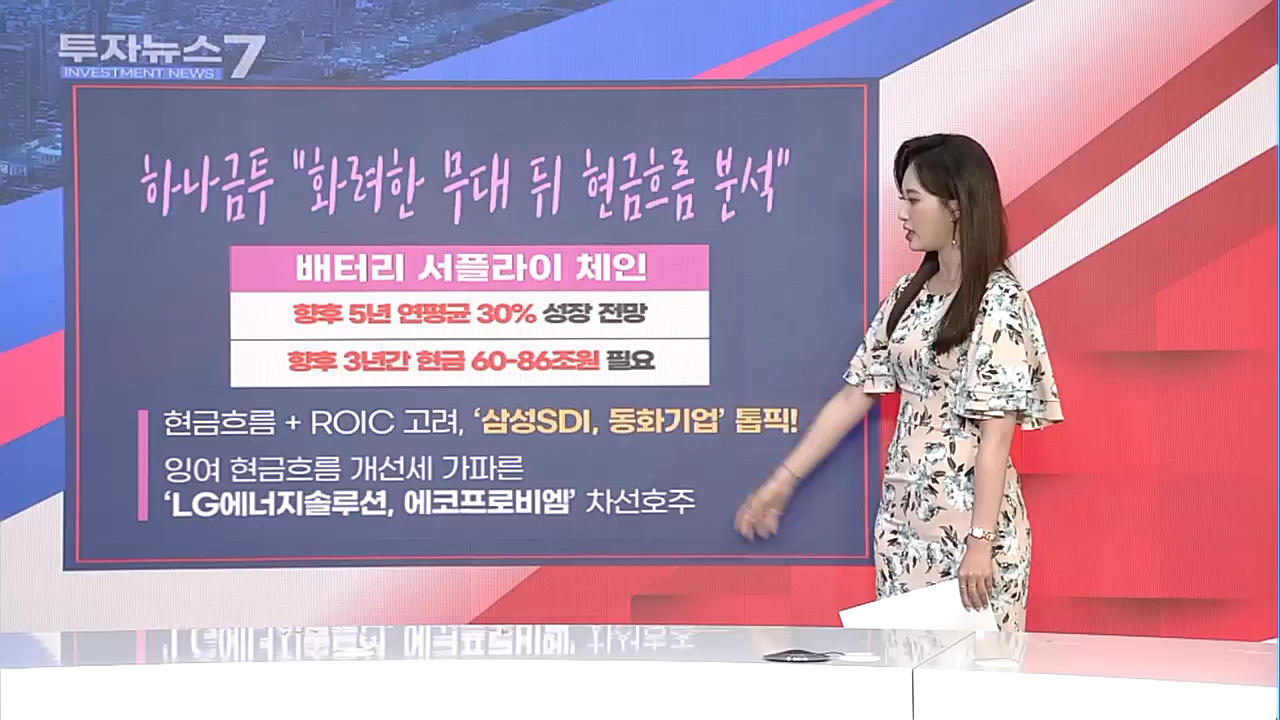 투자뉴스7
INVESTMENT NEWS
하나금투 "화려한 무대 뒤 현금흐름 분석"
배터리 서플라이 체인
향후 5년 연평균 30% 성장 전망
향후 3년간 현금 60-86조원 필요
현금흐름 + ROIC 고려, ‘삼성SDI, 동화기업’ 톱픽!
잉여 현금흐름 개선세 가파른
‘LG에너지솔루션, 에코프로비엠’ 차선호주